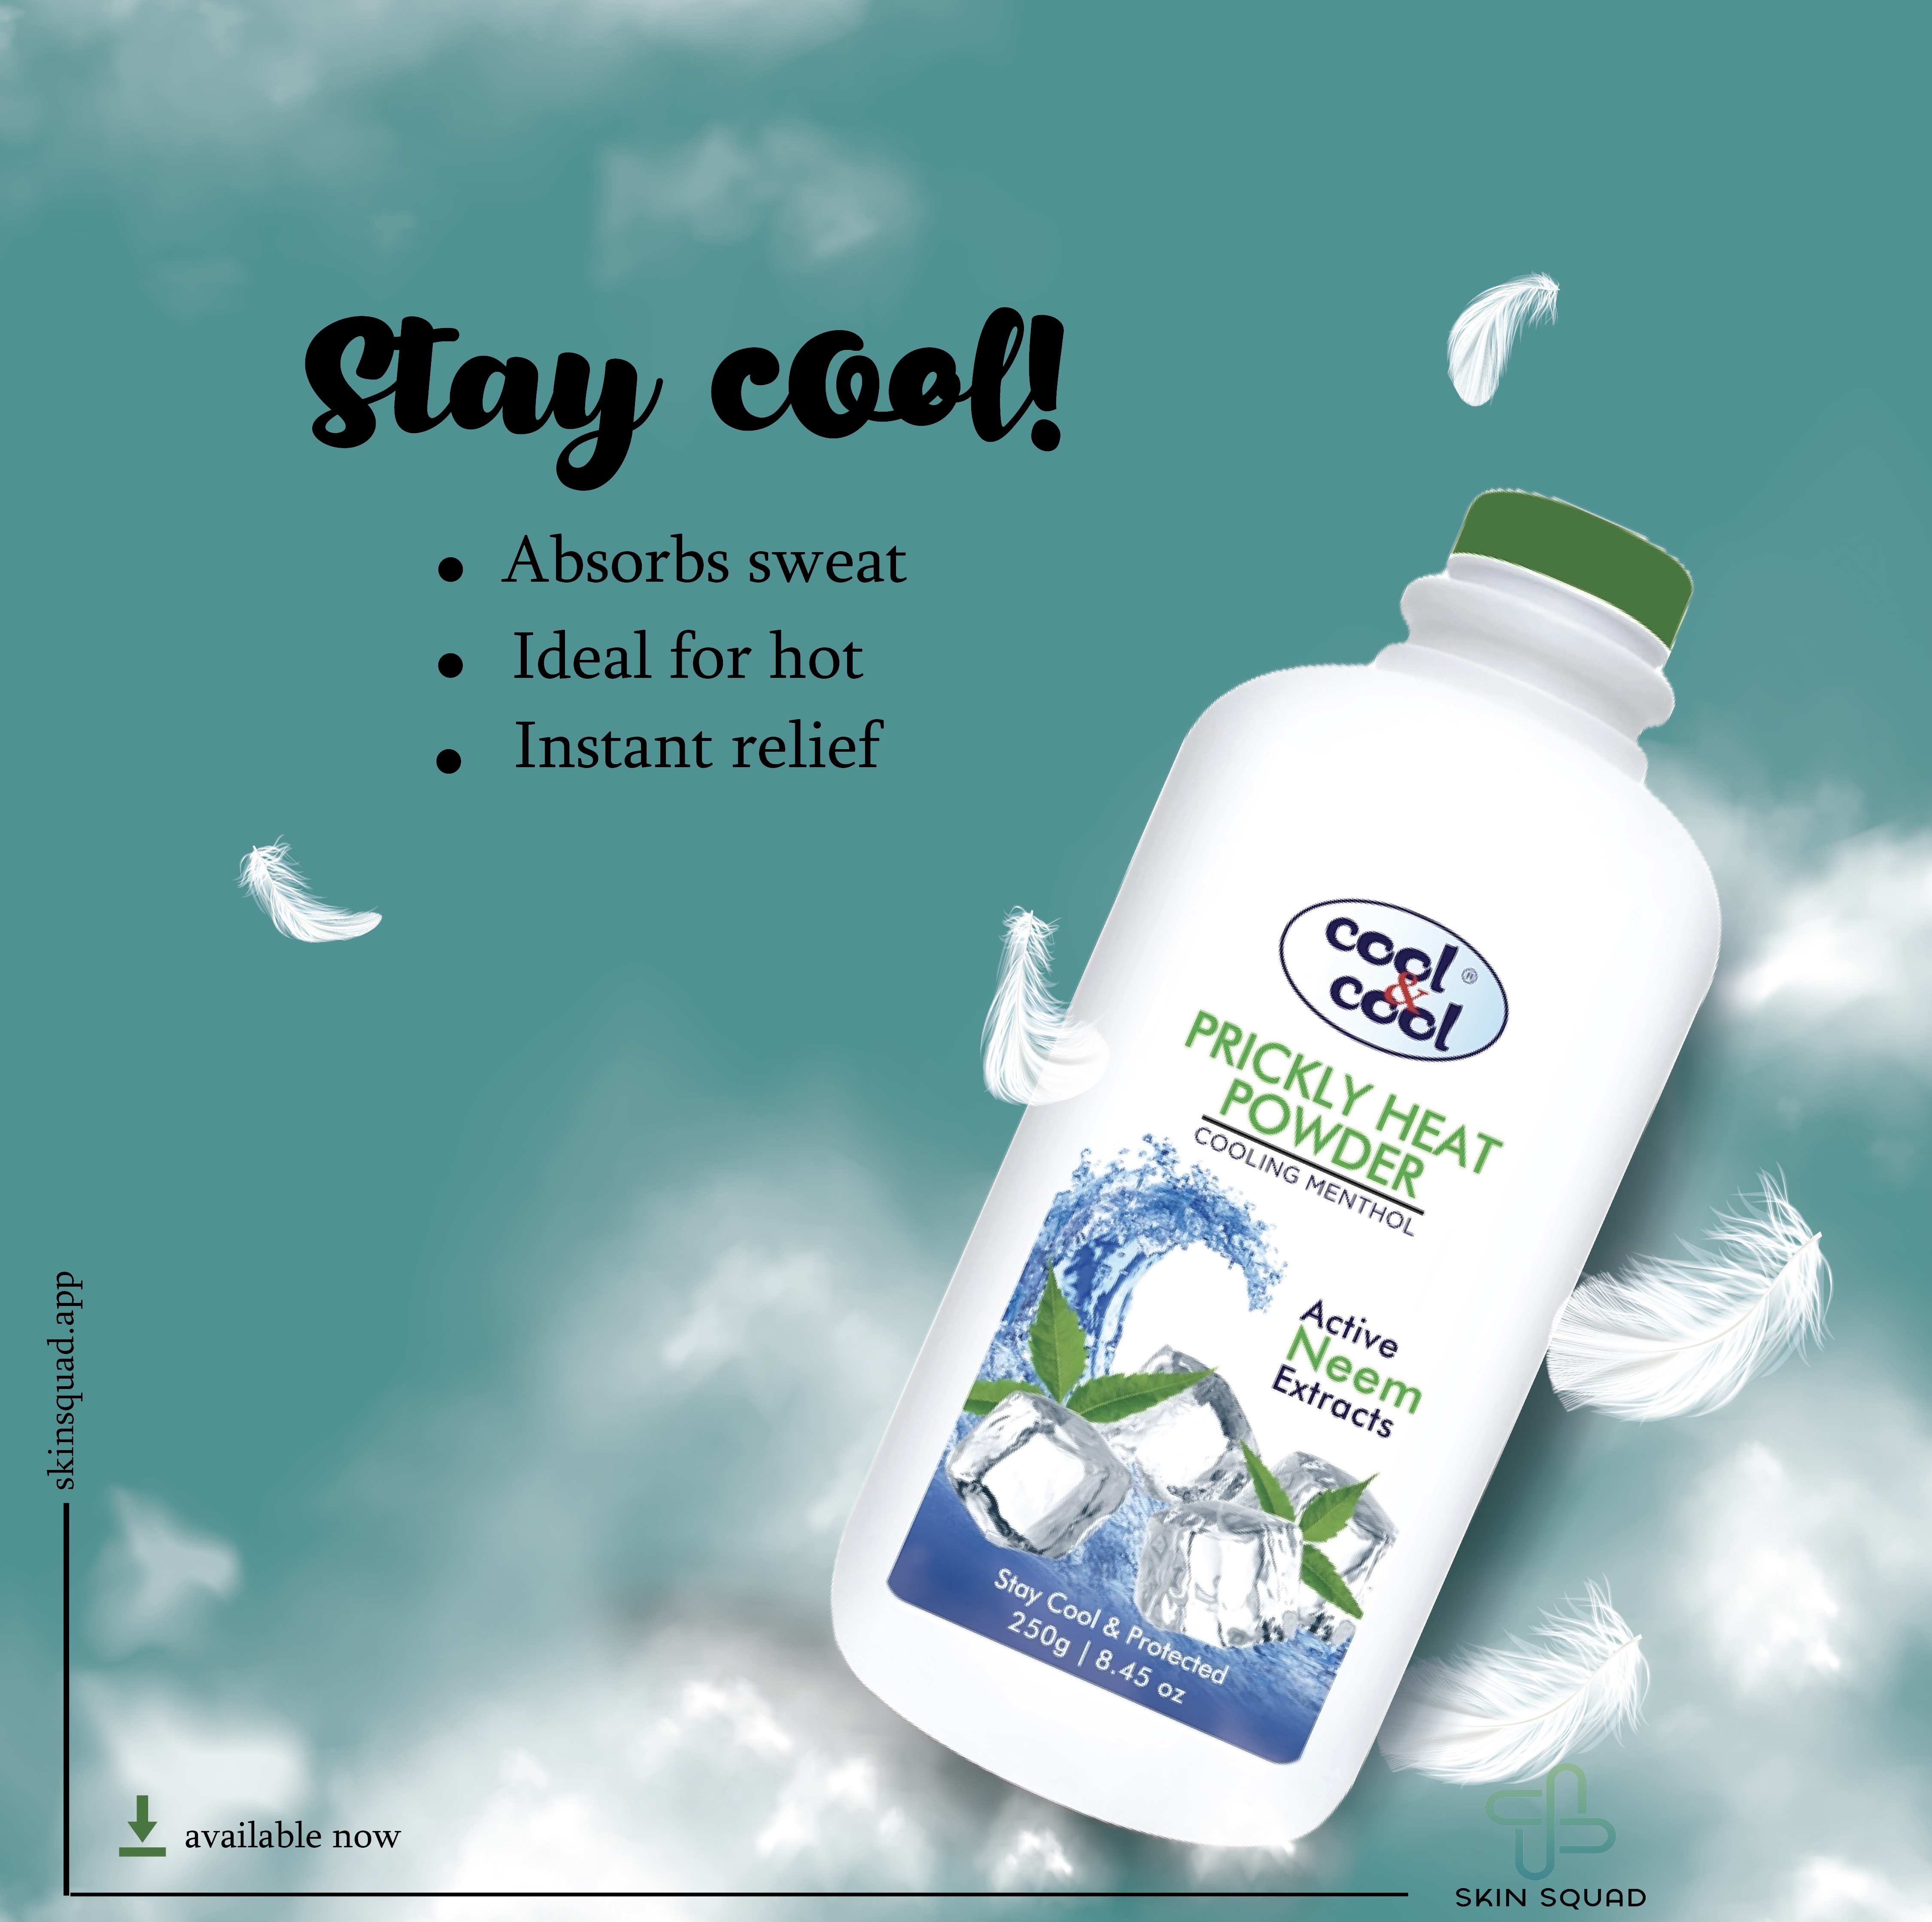 Stay cOol!
• Absorbs sweat
• Ideal for hot
• Instant relief
cool ®
&
cool
PRICKLY HEAT
POWDER
COOLING MENTHOL
Active
Neem
Extracts
Stay Cool & Protected
250g | 8.45 oz
skinsquad.app
available now
SKIN SQUAD